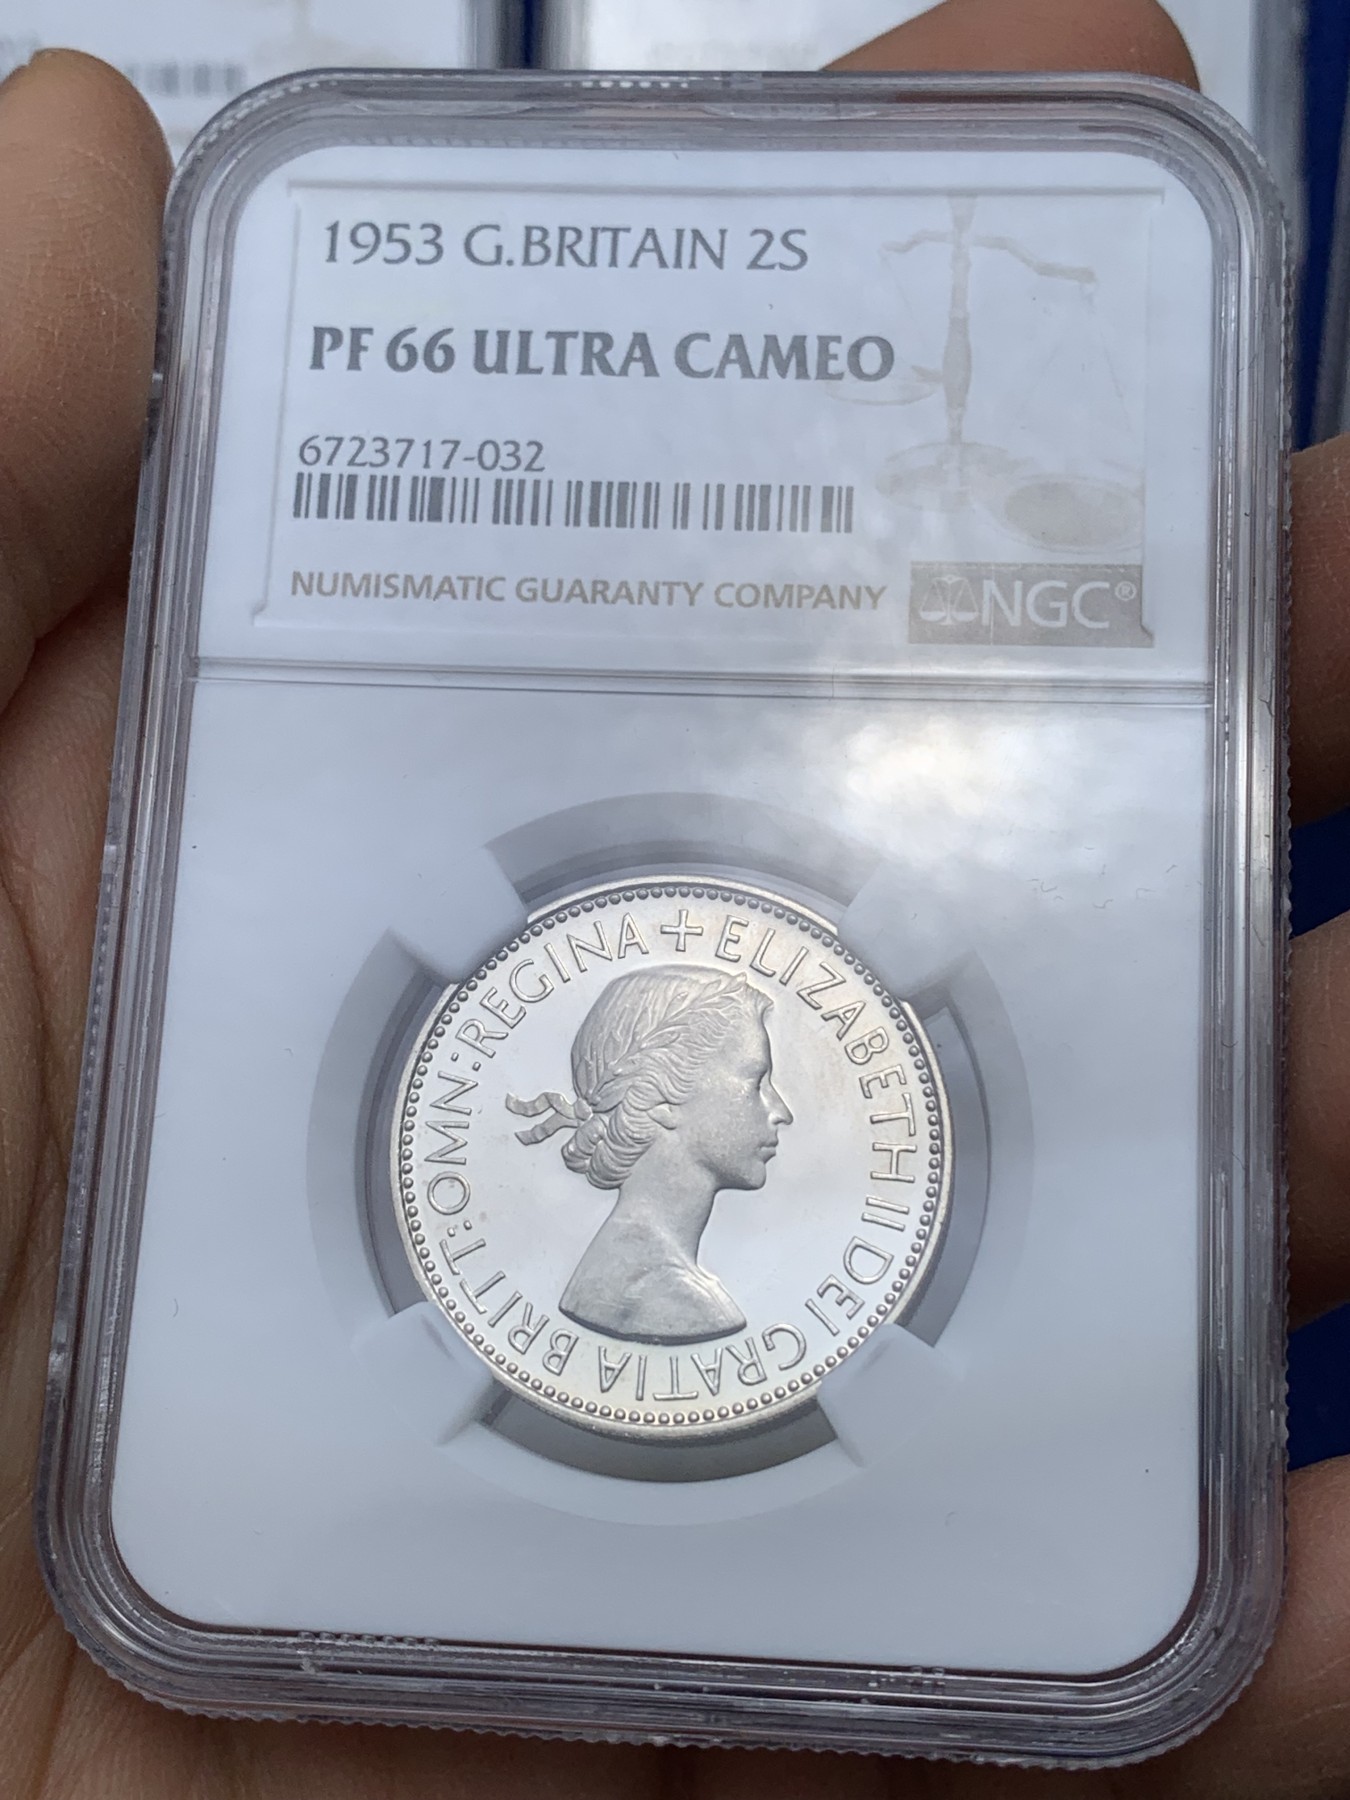 1953 G.BRITAIN 2S
PF 66 ULTRA CAMEO
6723717-032
NUMISMATIC GUARANTY COMPANY NGC®
+ ELIZABETH II DEI GRATIA BRITT:OMN:REGINA